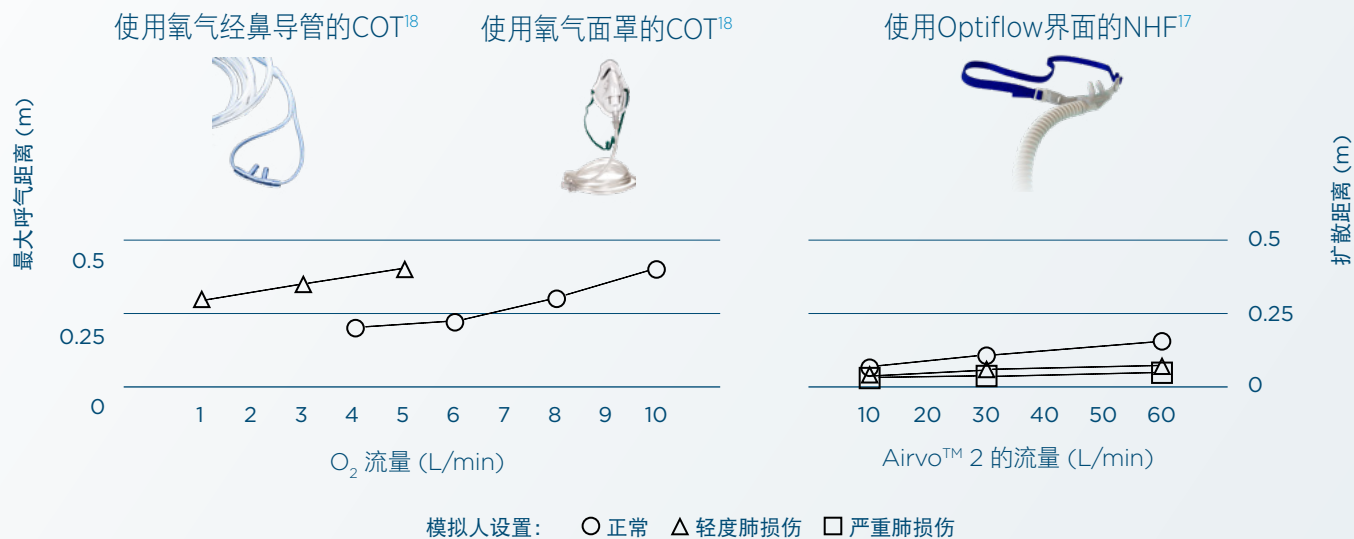 使用氧气经鼻导管的COT18
使用氧气面罩的COT18
使用Optiflow界面的NHF17
最大呼气距离 (m)
0.5
0.25
0
1 2 3 4 5 6 7 8 9 10
O2 流量 (L/min)
扩散距离 (m)
0.5
0.25
0
10 20 30 40 50 60
Airvo™ 2 的流量 (L/min)
模拟人设置： 正常 轻度肺损伤 严重肺损伤